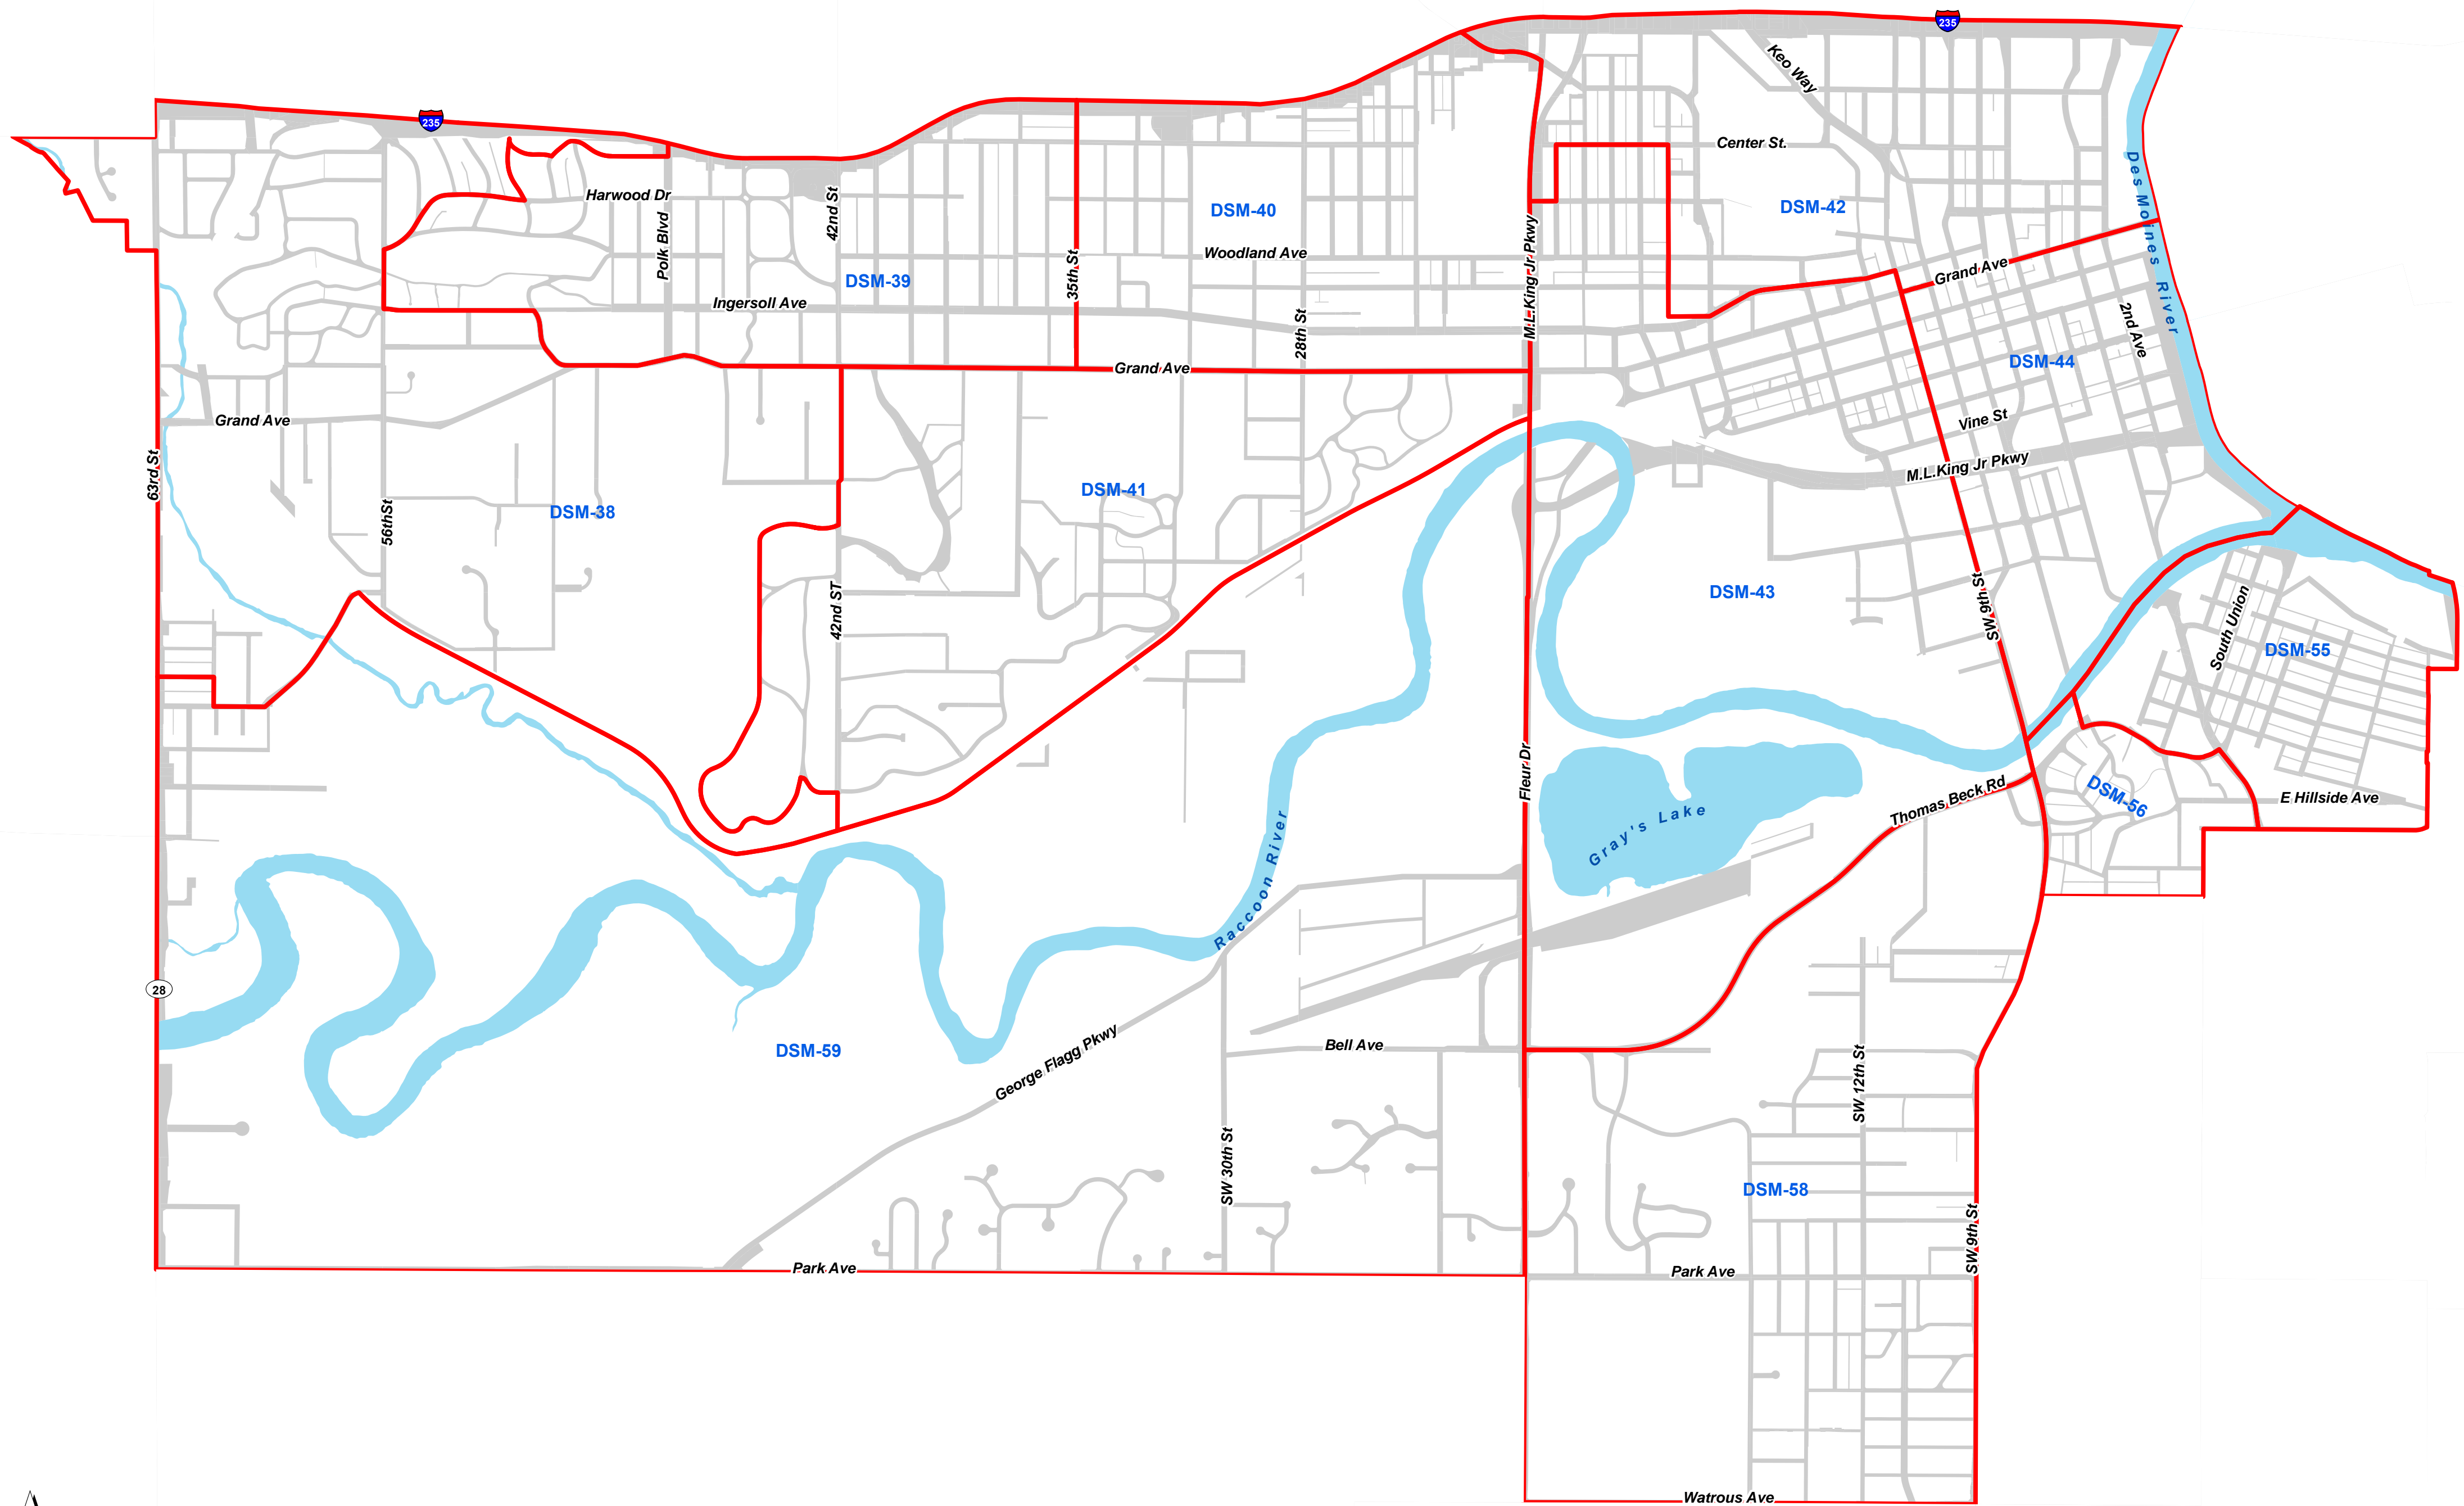 235
Keo Way
235
Center St.
Des Moines River
Harwood Dr
42nd St
DSM-40
DSM-42
Polk Blvd
35th St
Woodland Ave
M.L.King Jr Pkwy
DSM-39
Grand Ave
Ingersoll Ave
28th St
2nd Ave
DSM-44
Grand Ave
Grand Ave
Vine St
63rd St
M.L.King Jr Pkwy
DSM-41
56thSt
DSM-38
DSM-43
42nd ST
SW 9th St
South Union
DSM-55
Fleur Dr
Gray's Lake
Thomas Beck Rd
DSM-56
E Hillside Ave
Raccoon River
28
DSM-59
George Flagg Pkwy
Bell Ave
SW 12th St
SW 30th St
DSM-58
SW 9th St
Park Ave
Park Ave
Watrous Ave